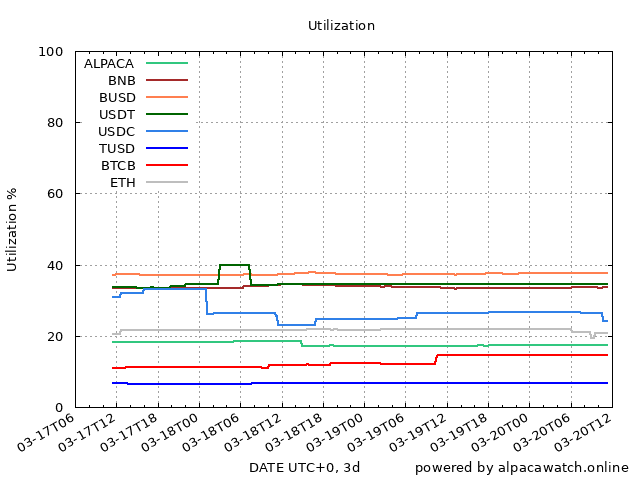 Utilization
100
80
60
40
20
0
Utilization %
ALPACA
BNB
BUSD
USDT
USDC
TUSD
BTCB
ETH
03-17T06
03-17T12
03-17T18
03-18T00
03-18T06
03-18T12
03-18T18
03-19T00
03-19T06
03-19T12
03-19T18
03-20T00
03-20T06
03-20T12
DATE UTC+0, 3d
powered by alpacawatch.online